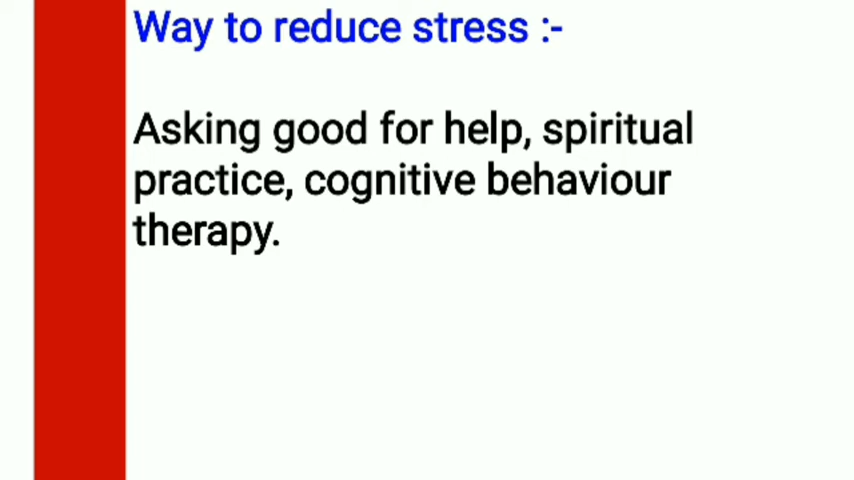 Way to reduce stress :-
Asking good for help, spiritual
practice, cognitive behaviour
therapy.